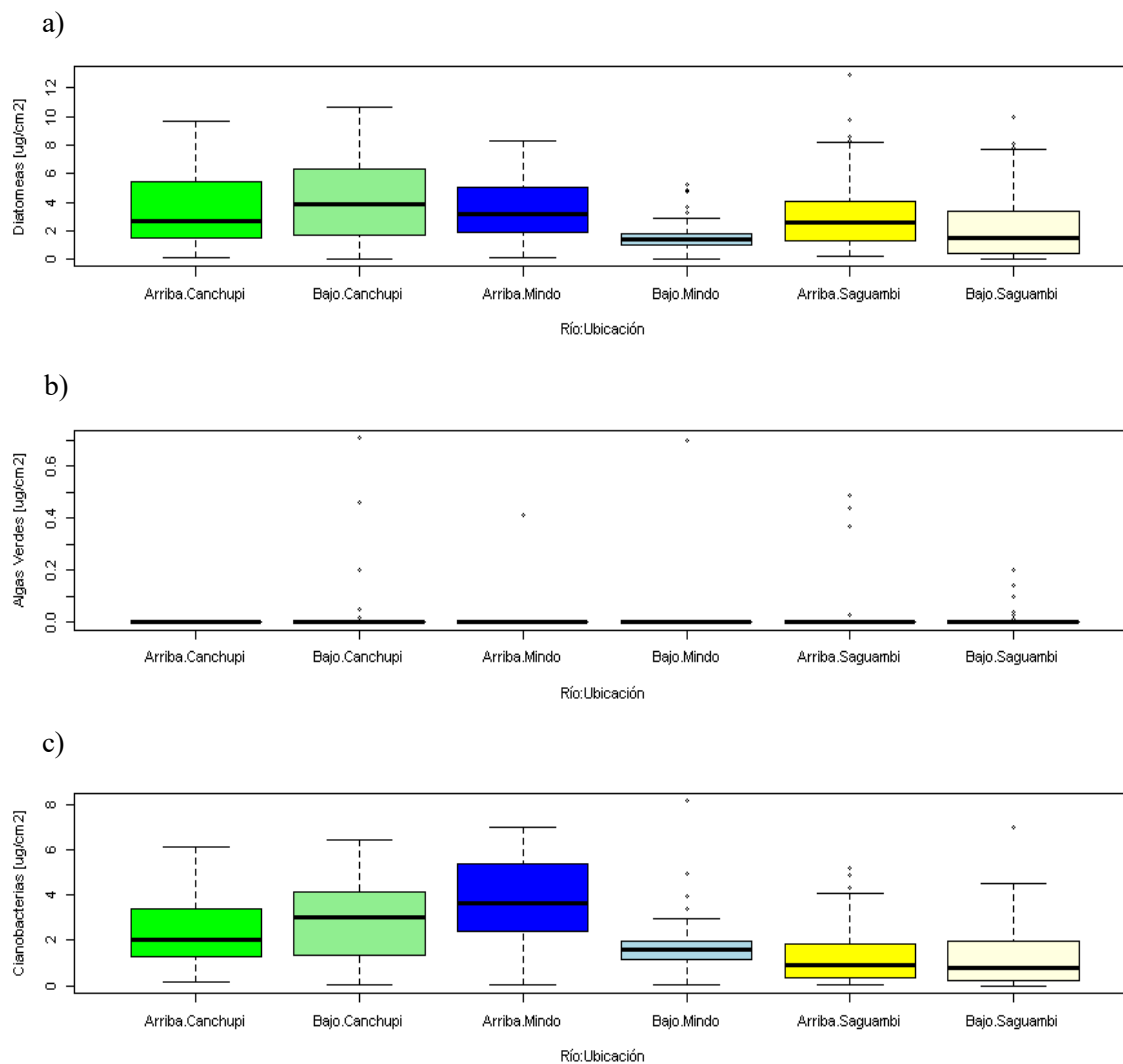 a)
Diatomeas [ug/cm2]
12
10
8
6
4
2
0
Arriba.Canchupi Bajo.Canchupi Arriba.Mindo Bajo.Mindo Arriba.Saguambi Bajo.Saguambi
Río:Ubicación
b)
Algas Verdes [ug/cm2]
0.6
0.4
0.2
0.0
Arriba.Canchupi Bajo.Canchupi Arriba.Mindo Bajo.Mindo Arriba.Saguambi Bajo.Saguambi
Río:Ubicación
c)
Cianobacterias [ug/cm2]
8
6
4
2
0
Arriba.Canchupi Bajo.Canchupi Arriba.Mindo Bajo.Mindo Arriba.Saguambi Bajo.Saguambi
Río:Ubicación